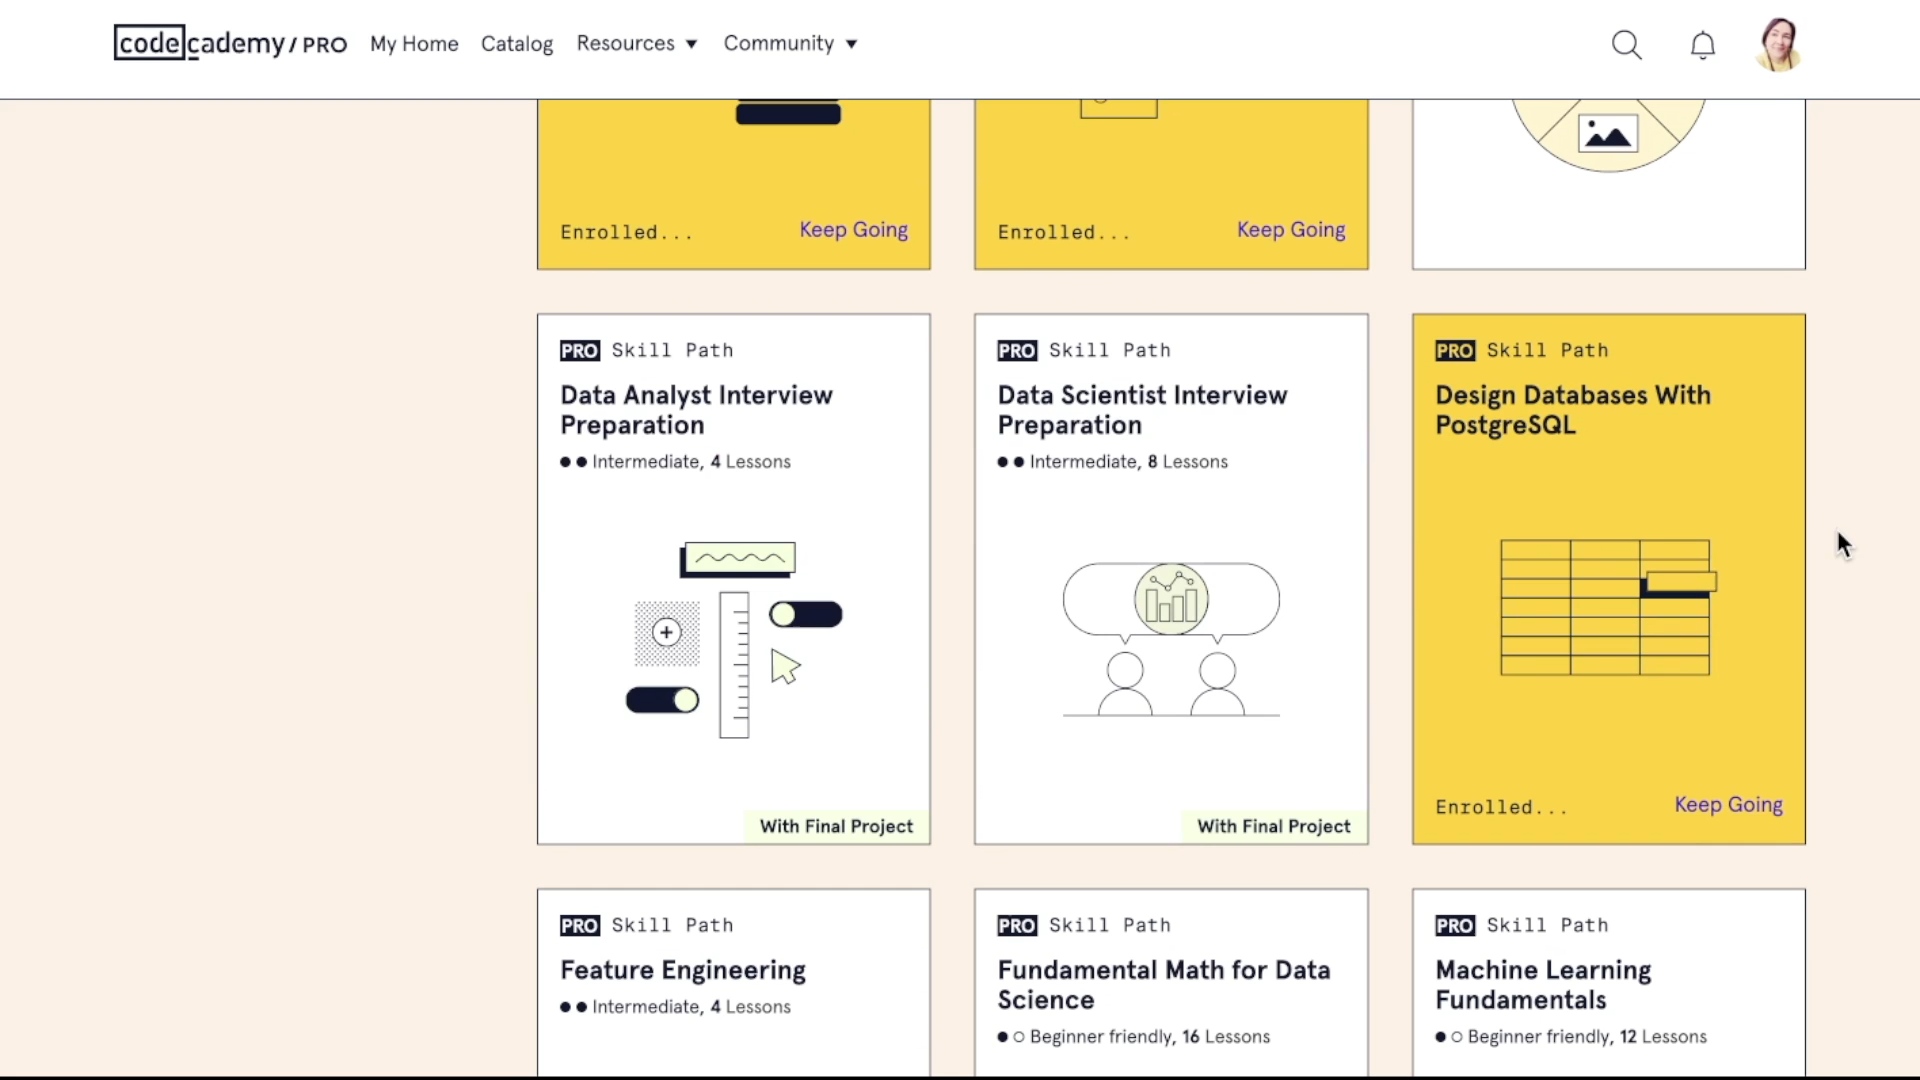 codecademy / PRO My Home Catalog Resources ▼ Community ▼
Enrolled... Keep Going
Enrolled... Keep Going
PRO Skill Path
Data Analyst Interview
Preparation
Intermediate, 4 Lessons
With Final Project
PRO Skill Path
Data Scientist Interview
Preparation
Intermediate, 8 Lessons
With Final Project
PRO Skill Path
Design Databases With
PostgreSQL
Enrolled... Keep Going
PRO Skill Path
Feature Engineering
Intermediate, 4 Lessons
PRO Skill Path
Fundamental Math for Data
Science
Beginner friendly, 16 Lessons
PRO Skill Path
Machine Learning
Fundamentals
Beginner friendly, 12 Lessons